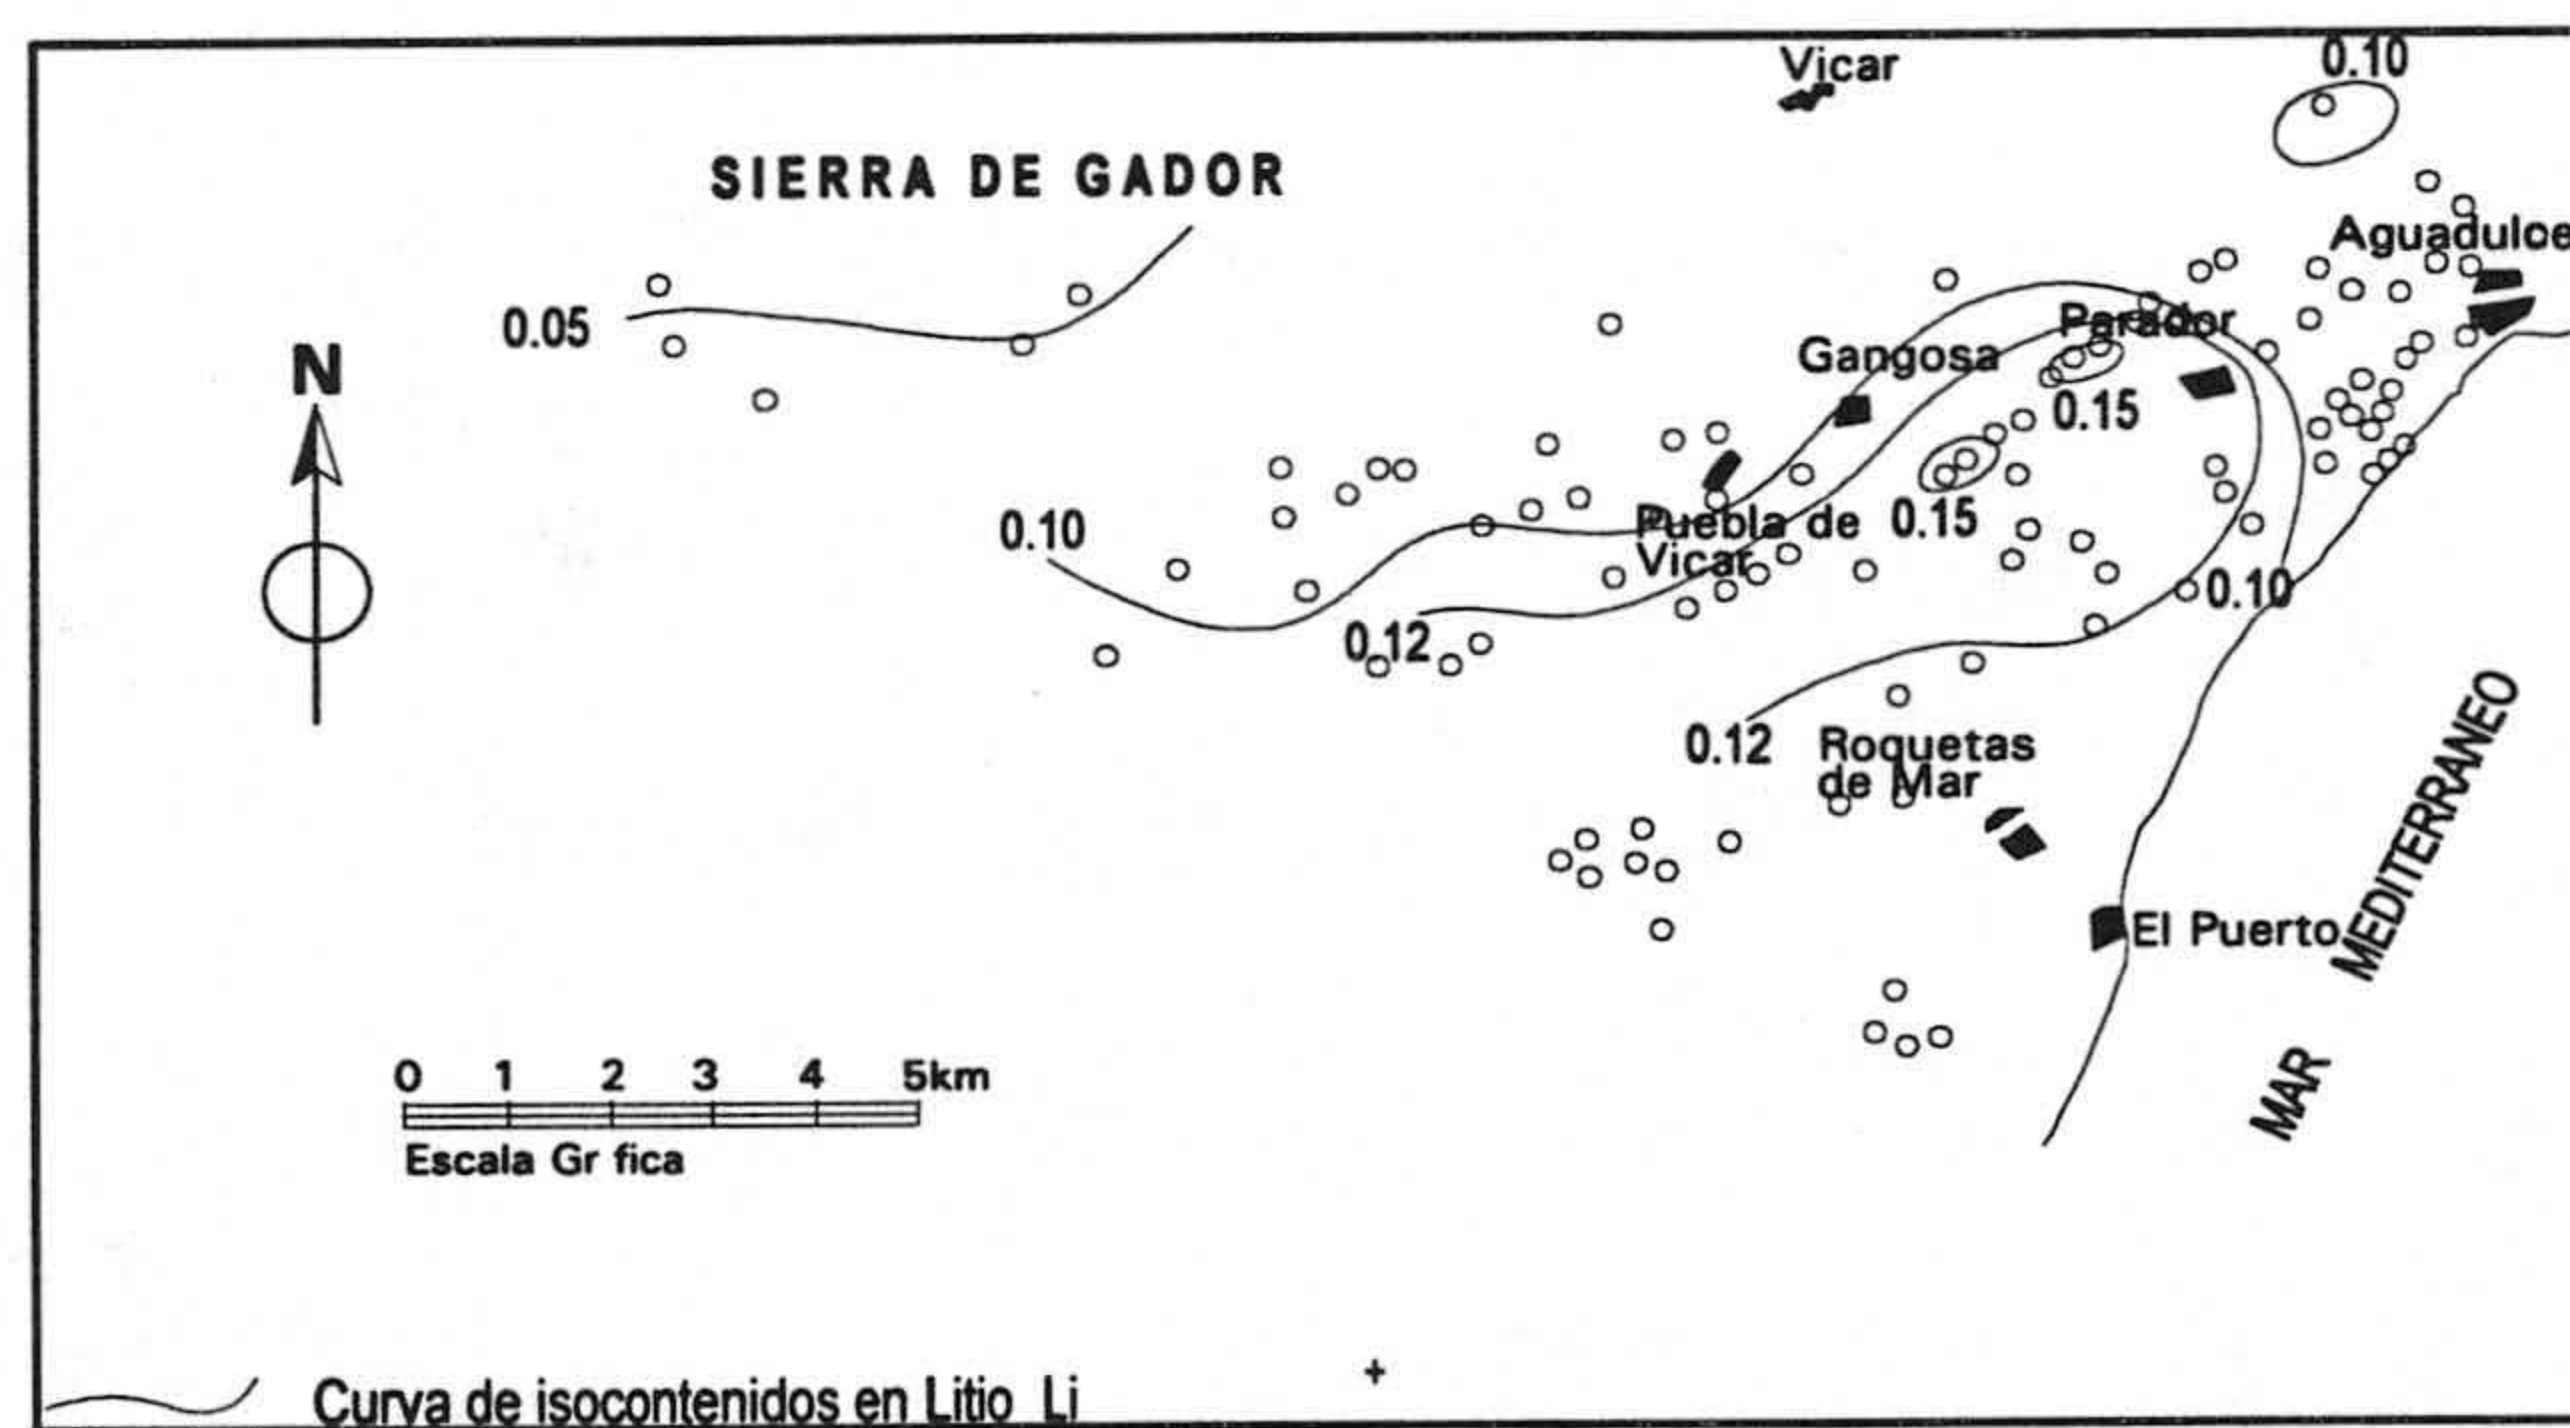 0.10
Vicar
SIERRA DE GADOR
Aguadulce
0.05
N
Parador
Gangosa
0.15
0.10
Puebla de
Vicar
0.15
0.10
0.12
0.12
Roquetas
de Mar
MAR MEDITERRANEO
El Puerto
0 1 2 3 4 5km
Escala Gr fica
Curva de isocontenidos en Litio Li
+